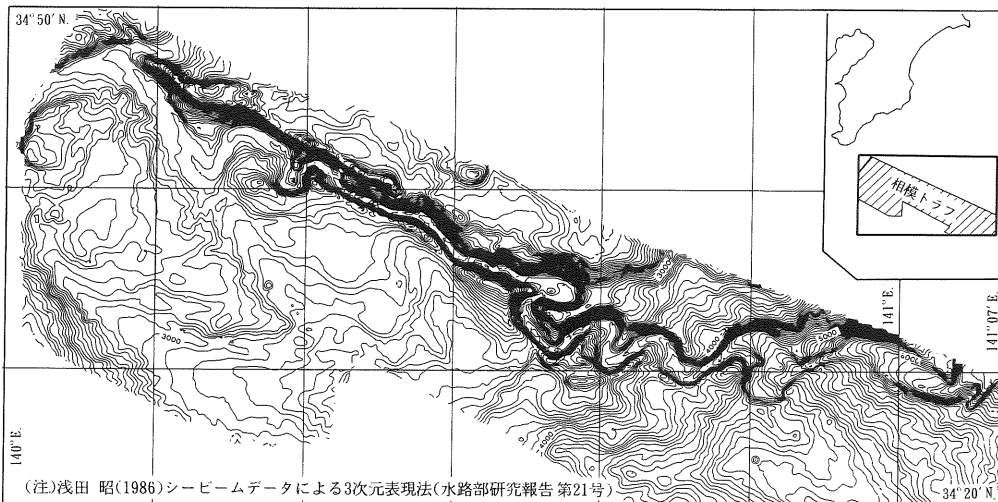 34°50′N.
相模トラフ
3000
141°E.
141°07′E.
4000
5000
3000
4000
140°E.
(注)浅田 昭(1986)シービームデータによる3次元表現法(水路部研究報告 第21号)
34°20′N.